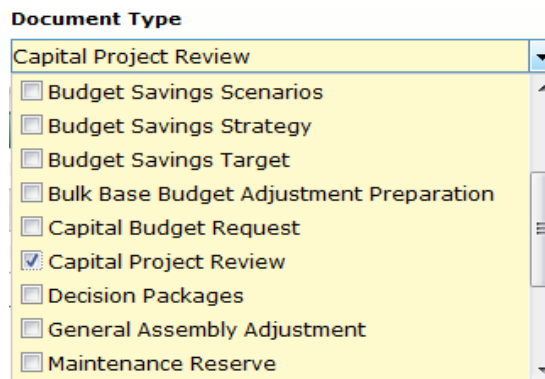 Document Type
Capital Project Review
Budget Savings Scenarios
Budget Savings Strategy
Budget Savings Target
Bulk Base Budget Adjustment Preparation
Capital Budget Request
Capital Project Review
Decision Packages
General Assembly Adjustment
Maintenance Reserve